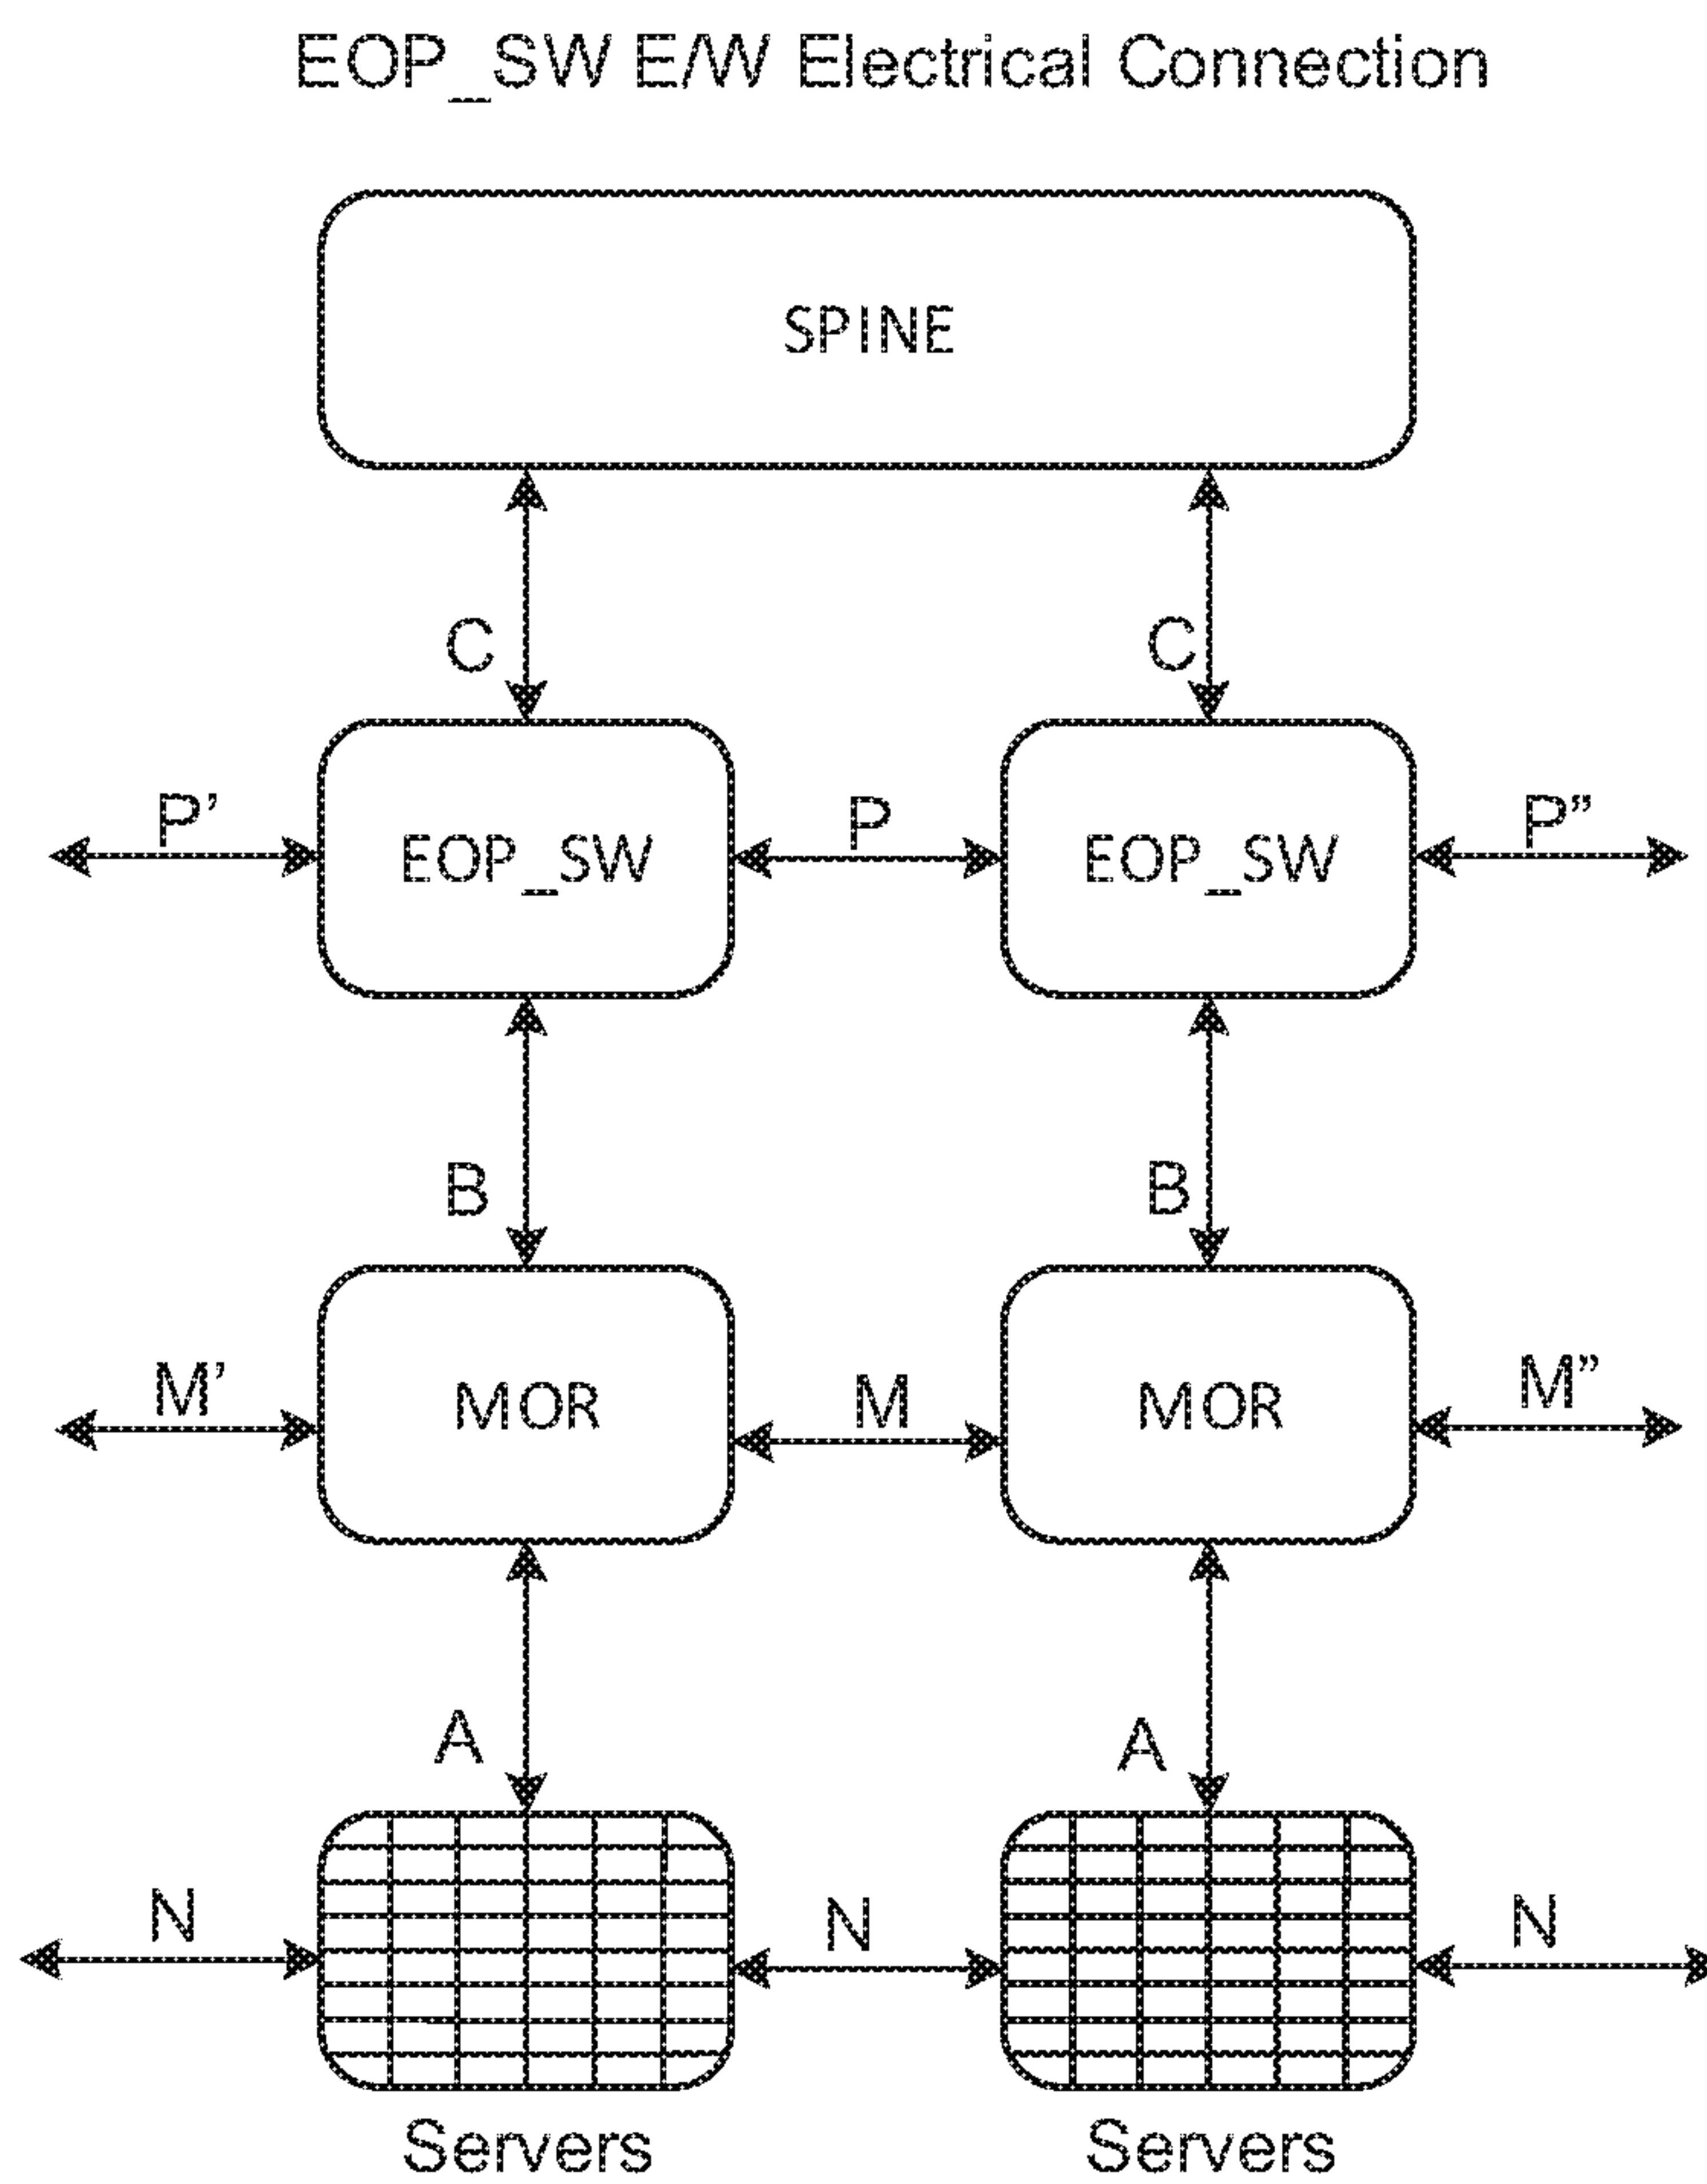 EOP_SW E/W Electrical Connection
SPINE
C C
P' EOP_SW P EOP_SW P”
B B
M' MOR M MOR M”
A A
N N N
Servers Servers